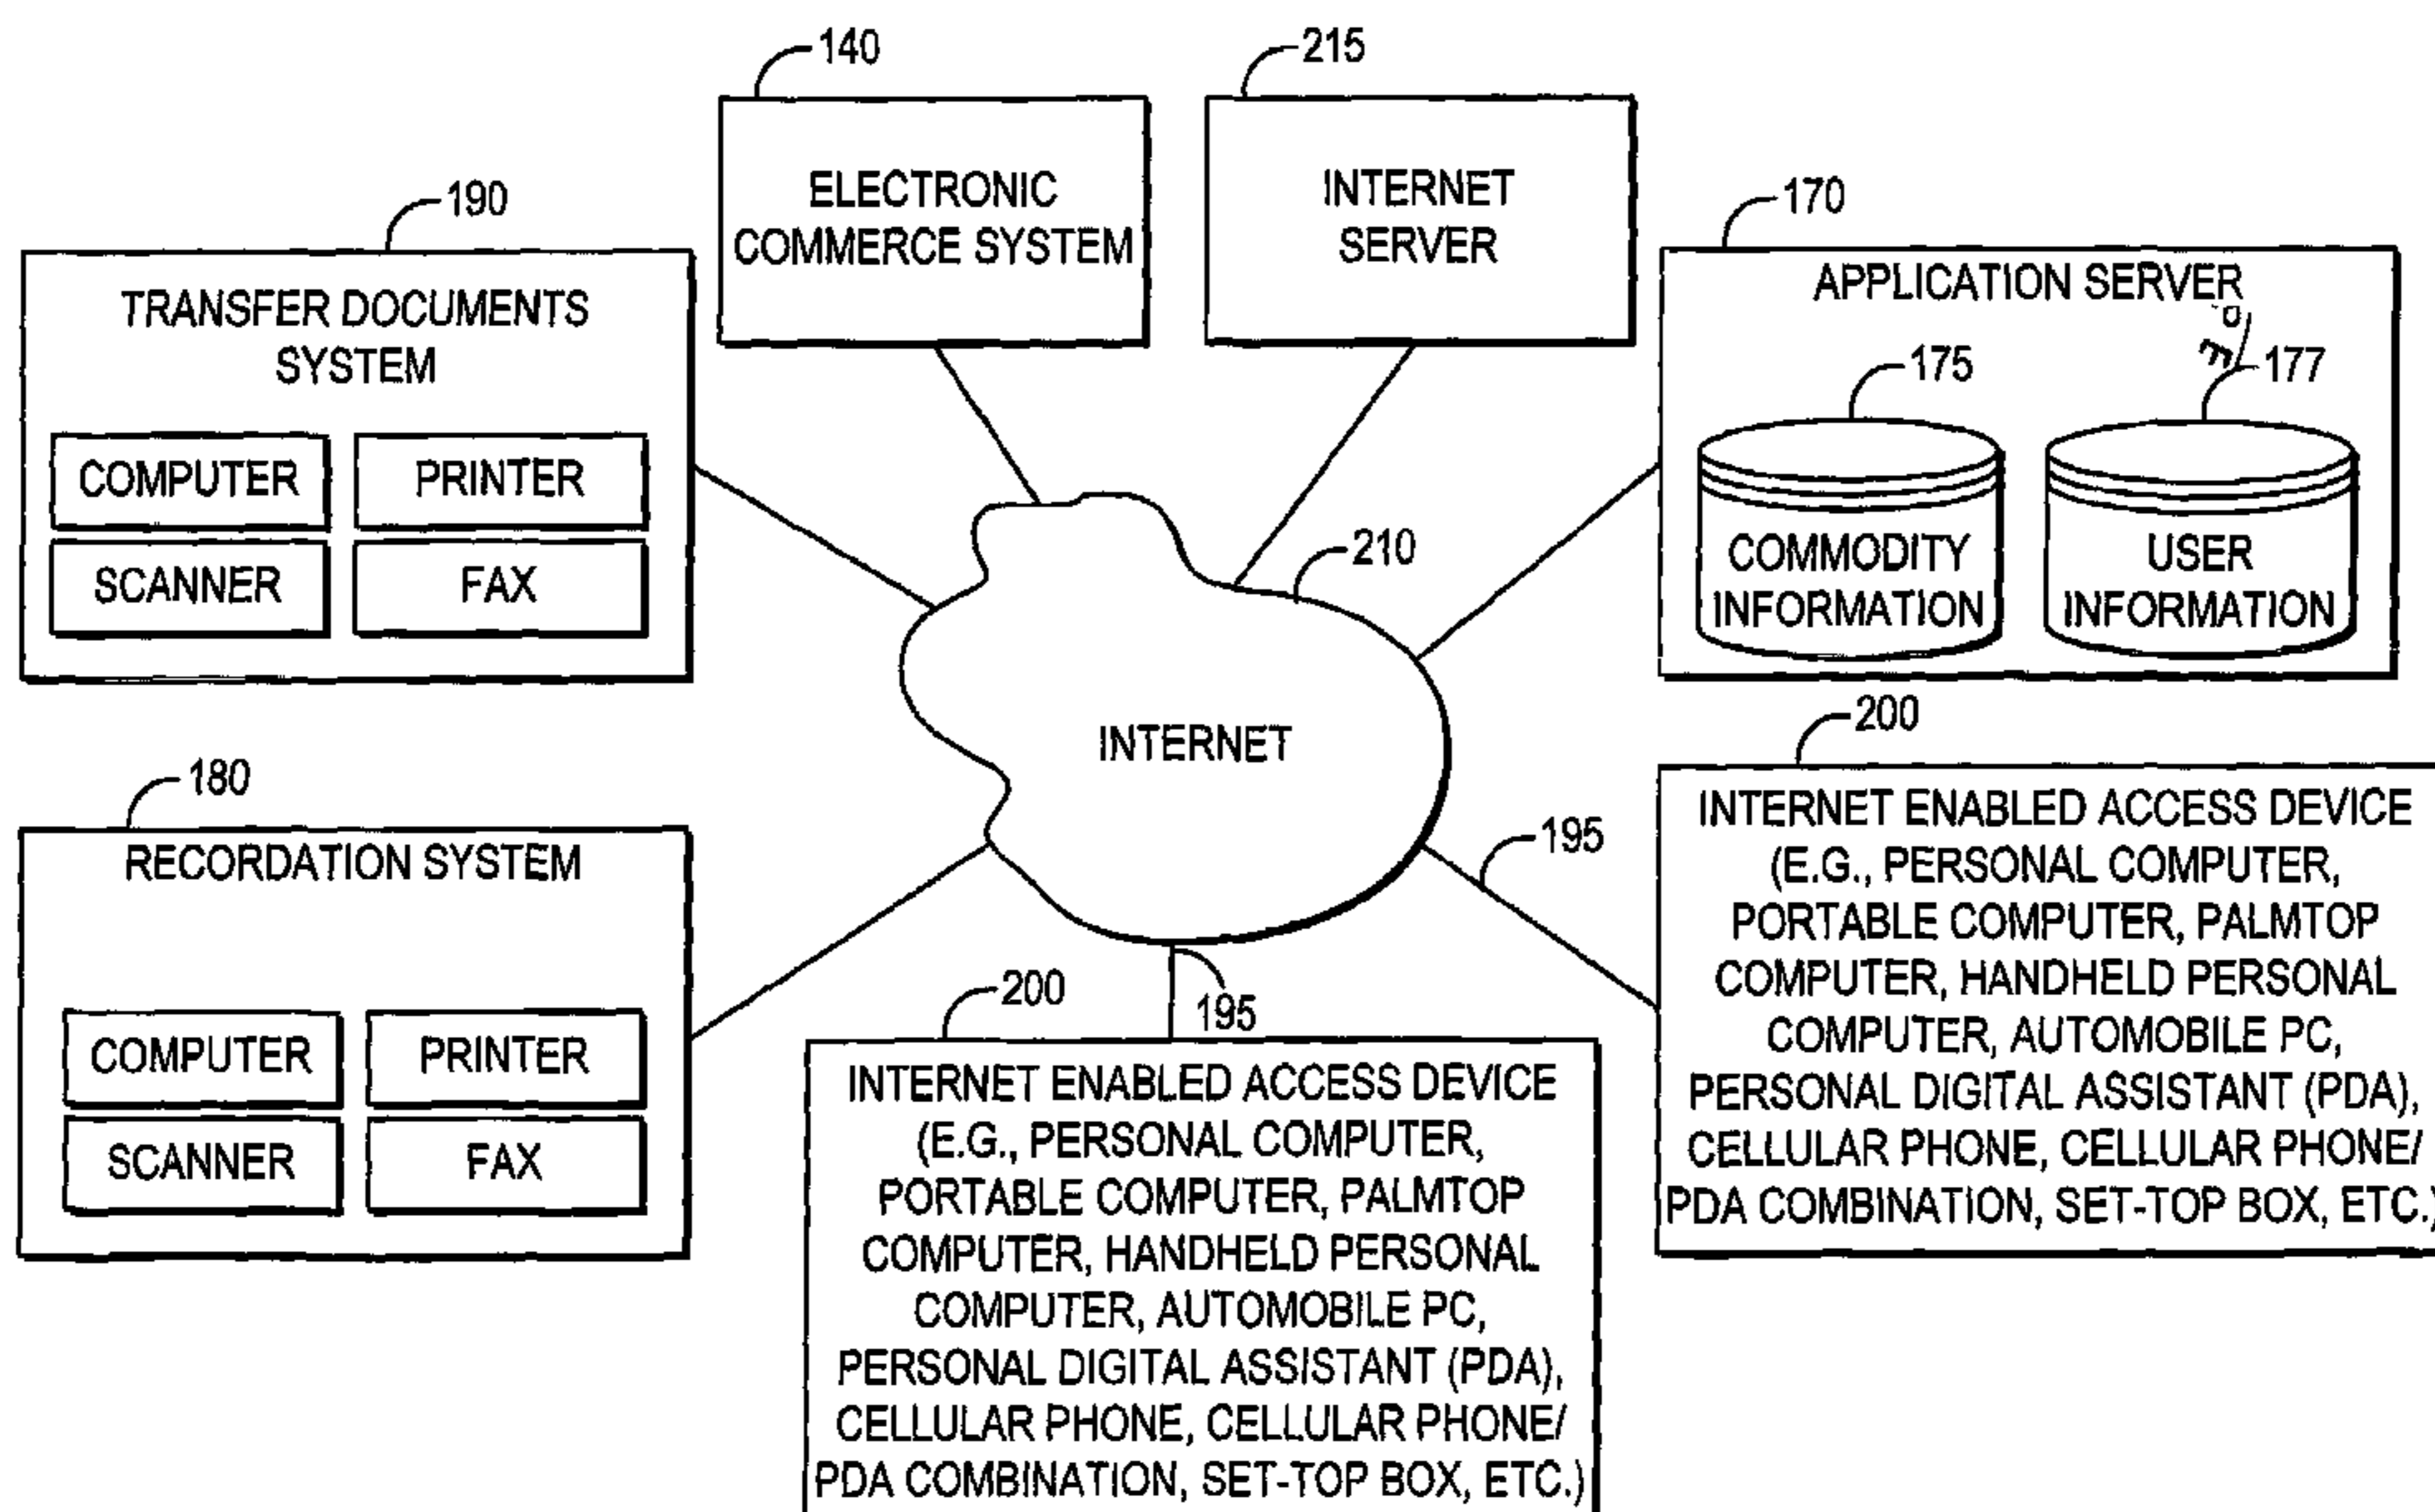 140
ELECTRONIC
COMMERCE SYSTEM
215
INTERNET
SERVER
190
TRANSFER DOCUMENTS
SYSTEM
COMPUTER
PRINTER
SCANNER
FAX
170
APPLICATION SERVER
175
COMMODITY
INFORMATION
177
USER
INFORMATION
210
INTERNET
180
RECORDATION SYSTEM
COMPUTER
PRINTER
SCANNER
FAX
195
200
INTERNET ENABLED ACCESS DEVICE
(E.G., PERSONAL COMPUTER,
PORTABLE COMPUTER, PALMTOP
COMPUTER, HANDHELD PERSONAL
COMPUTER, AUTOMOBILE PC,
PERSONAL DIGITAL ASSISTANT (PDA),
CELLULAR PHONE, CELLULAR PHONE/
PDA COMBINATION, SET-TOP BOX, ETC.)
195
200
INTERNET ENABLED ACCESS DEVICE
(E.G., PERSONAL COMPUTER,
PORTABLE COMPUTER, PALMTOP
COMPUTER, HANDHELD PERSONAL
COMPUTER, AUTOMOBILE PC,
PERSONAL DIGITAL ASSISTANT (PDA),
CELLULAR PHONE, CELLULAR PHONE/
PDA COMBINATION, SET-TOP BOX, ETC.)